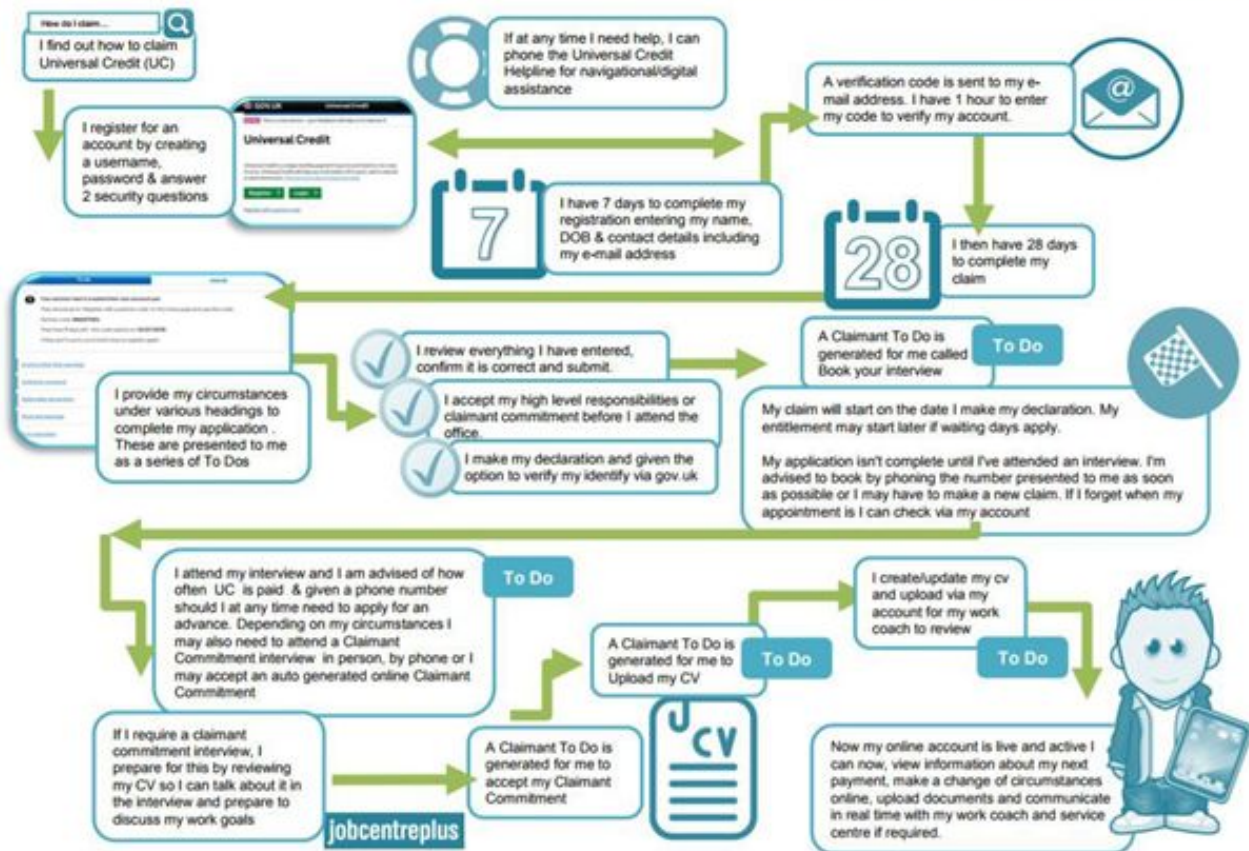 How do I claim...
I find out how to claim
Universal Credit (UC)
If at any time I need help, I can
phone the Universal Credit
Helpline for navigational/digital
assistance
I register for an
account by creating
a username,
password & answer
2 security questions
GOV.UK Universal Credit
Universal Credit
7
I have 7 days to complete my
registration entering my name,
DOB & contact details including
my e-mail address
A verification code is sent to my e-
mail address. I have 1 hour to enter
my code to verify my account.
@
28
I then have 28 days
to complete my
claim
I provide my circumstances
under various headings to
complete my application .
These are presented to me
as a series of To Dos
I review everything I have entered,
confirm it is correct and submit.
I accept my high level responsibilities or
claimant commitment before I attend the
office.
I make my declaration and given the
option to verify my identify via gov.uk
A Claimant To Do is
generated for me called
Book your interview
To Do
My claim will start on the date I make my declaration. My
entitlement may start later if waiting days apply.
My application isn't complete until I've attended an interview. I'm
advised to book by phoning the number presented to me as soon
as possible or I may have to make a new claim. If I forget when my
appointment is I can check via my account
I attend my interview and I am advised of how
often UC is paid & given a phone number
should I at any time need to apply for an
advance. Depending on my circumstances I
may also need to attend a Claimant
Commitment interview in person, by phone or I
may accept an auto generated online Claimant
Commitment
To Do
If I require a claimant
commitment interview, I
prepare for this by reviewing
my CV so I can talk about it in
the interview and prepare to
discuss my work goals
jobcentreplus
A Claimant To Do is
generated for me to
accept my Claimant
Commitment
A Claimant To Do is
generated for me to
Upload my CV
To Do
CV
I create/update my cv
and upload via my
account for my work
coach to review
To Do
Now my online account is live and active I
can now, view information about my next
payment, make a change of circumstances
online, upload documents and communicate
in real time with my work coach and service
centre if required.